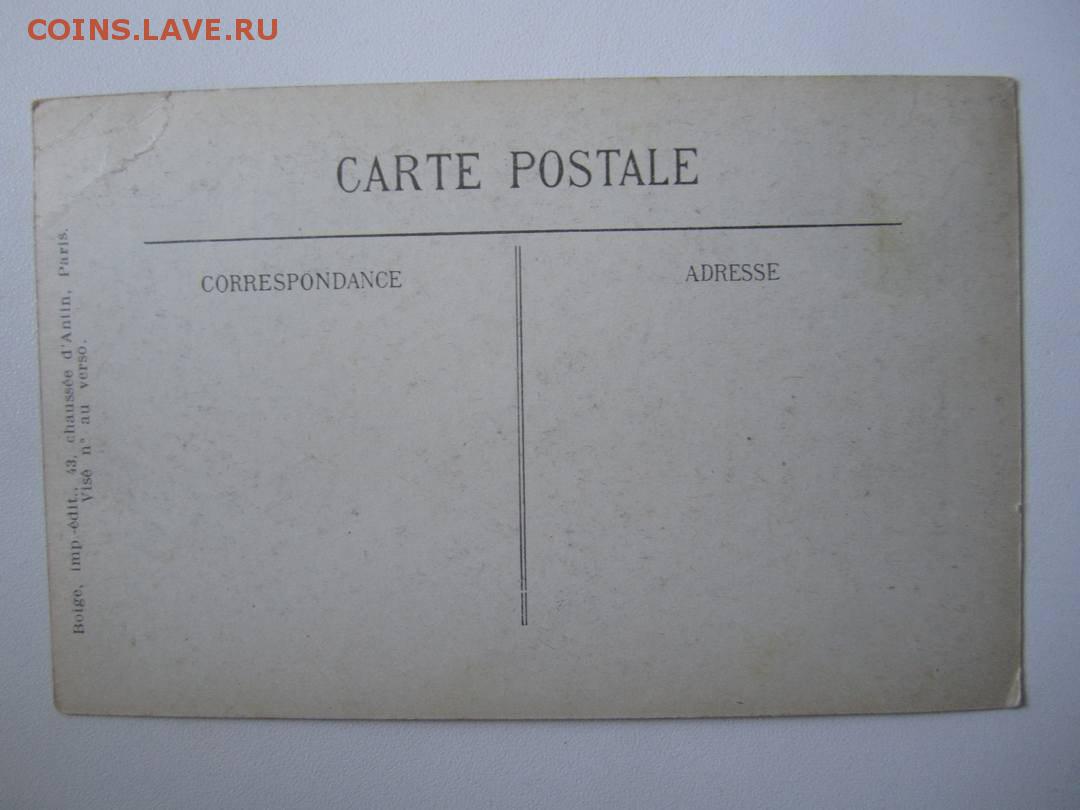 COINS.LAVE.RU
CARTE POSTALE
CORRESPONDANCE
ADRESSE
Boige, imp.-édit., 43, chaussée d'Antin, Paris.
Visé n° au verso.